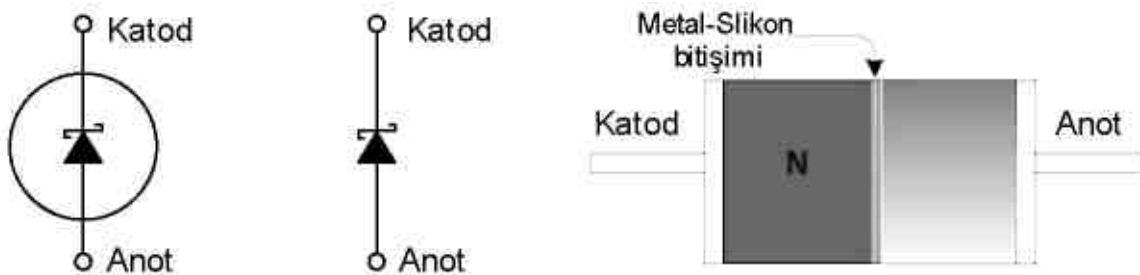 Katod
Anot
Katod
Anot
Metal-Slikon
bitişimi
Katod
N
Anot